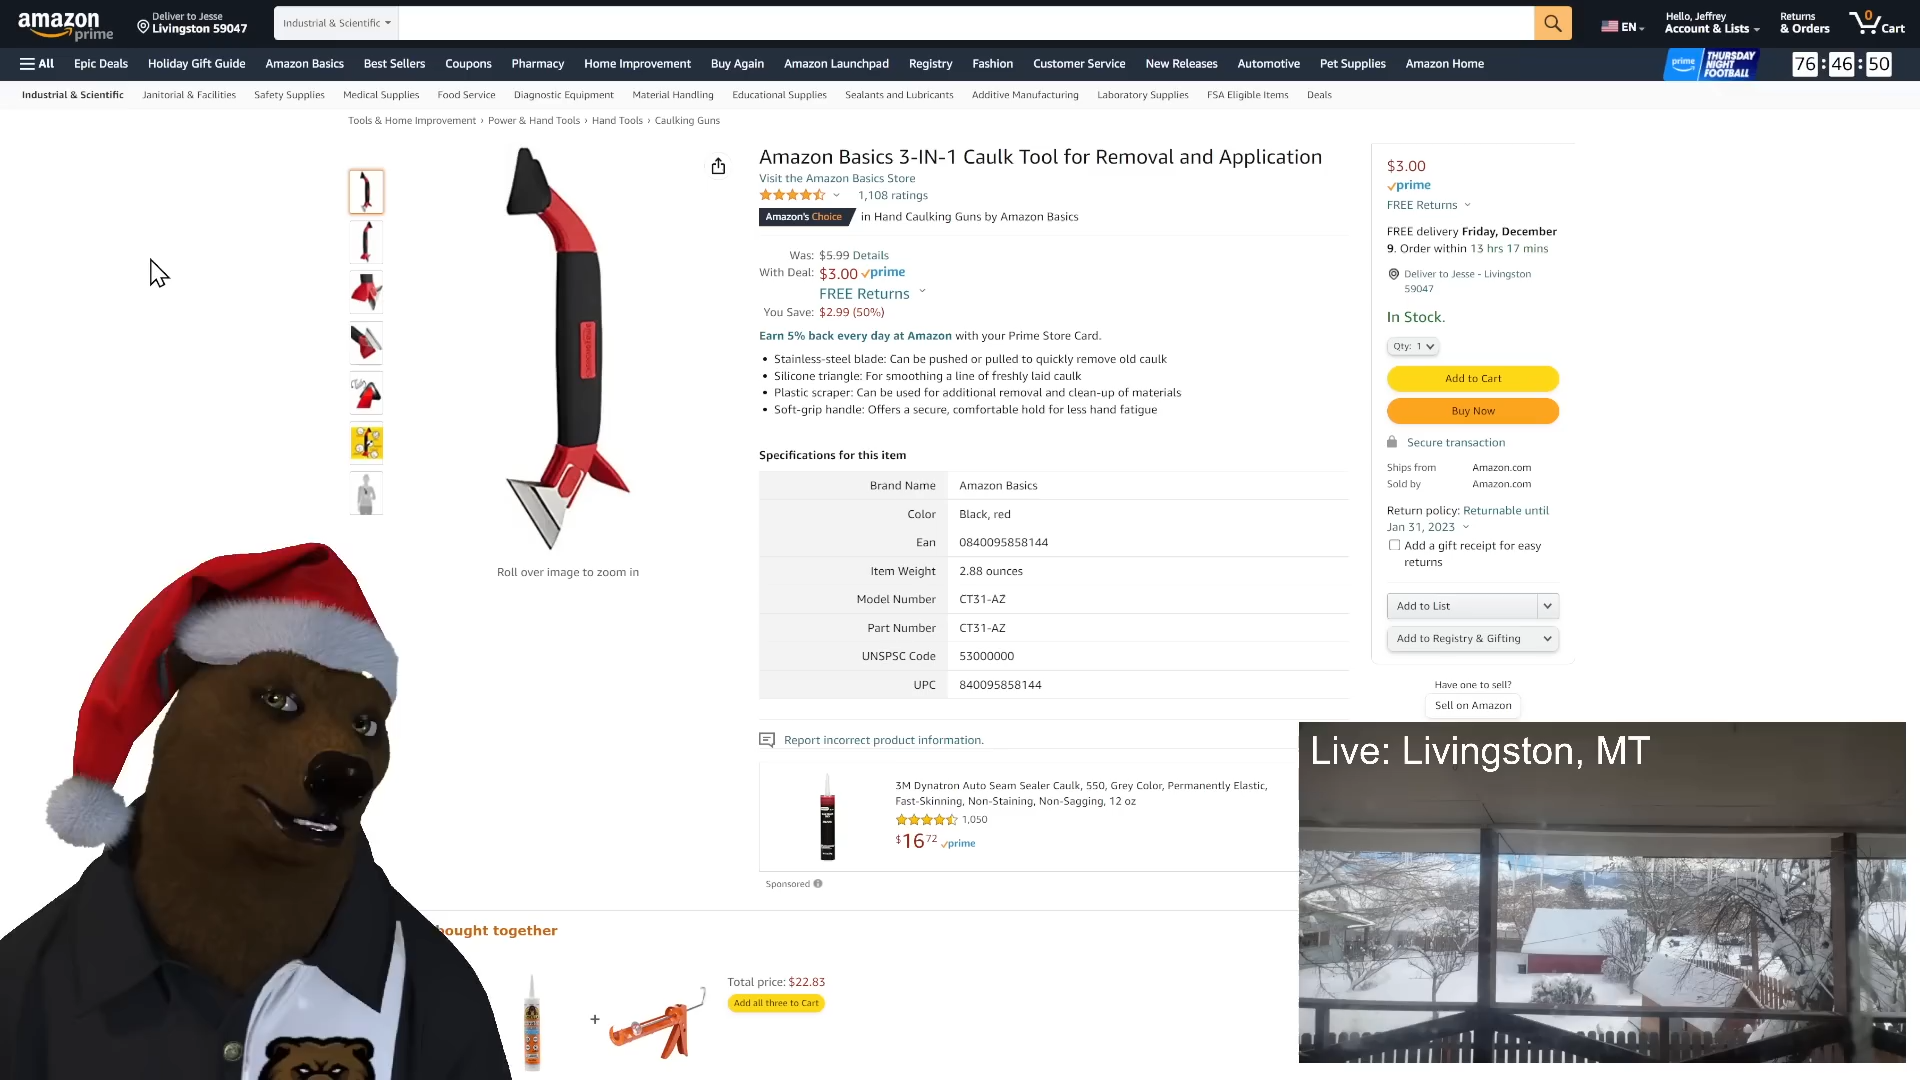 amazon
prime
Deliver to Jesse
Livingston 59047
Industrial & Scientific
EN
Hello, Jeffrey
Account & Lists
Returns
& Orders
0
Cart
All
Epic Deals
Holiday Gift Guide
Amazon Basics
Best Sellers
Coupons
Pharmacy
Home Improvement
Buy Again
Amazon Launchpad
Registry
Fashion
Customer Service
New Releases
Automotive
Pet Supplies
Amazon Home
prime
THURSDAY
NIGHT
FOOTBALL
76:46:50
Industrial & Scientific
Janitorial & Facilities
Safety Supplies
Medical Supplies
Food Service
Diagnostic Equipment
Material Handling
Educational Supplies
Sealants and Lubricants
Additive Manufacturing
Laboratory Supplies
FSA Eligible Items
Deals
Tools & Home Improvement › Power & Hand Tools › Hand Tools › Caulking Guns
Roll over image to zoom in
Amazon Basics 3-IN-1 Caulk Tool for Removal and Application
Visit the Amazon Basics Store
1,108 ratings
Amazon's Choice in Hand Caulking Guns by Amazon Basics
Was: $5.99 Details
With Deal: $3.00 prime
FREE Returns
You Save: $2.99 (50%)
Earn 5% back every day at Amazon with your Prime Store Card.
• Stainless-steel blade: Can be pushed or pulled to quickly remove old caulk
• Silicone triangle: For smoothing a line of freshly laid caulk
• Plastic scraper: Can be used for additional removal and clean-up of materials
• Soft-grip handle: Offers a secure, comfortable hold for less hand fatigue
Specifications for this item
Brand Name Amazon Basics
Color Black, red
Ean 0840095858144
Item Weight 2.88 ounces
Model Number CT31-AZ
Part Number CT31-AZ
UNSPSC Code 53000000
UPC 840095858144
Report incorrect product information.
3M Dynatron Auto Seam Sealer Caulk, 550, Grey Color, Permanently Elastic,
Fast-Skinning, Non-Staining, Non-Sagging, 12 oz
1,050
$16 72 prime
Sponsored
$3.00
prime
FREE Returns
FREE delivery Friday, December
9. Order within 13 hrs 17 mins
Deliver to Jesse - Livingston
59047
In Stock.
Qty: 1
Add to Cart
Buy Now
Secure transaction
Ships from Amazon.com
Sold by Amazon.com
Return policy: Returnable until
Jan 31, 2023
Add a gift receipt for easy
returns
Add to List
Add to Registry & Gifting
Have one to sell?
Sell on Amazon
Live: Livingston, MT
bought together
+
Total price: $22.83
Add all three to Cart